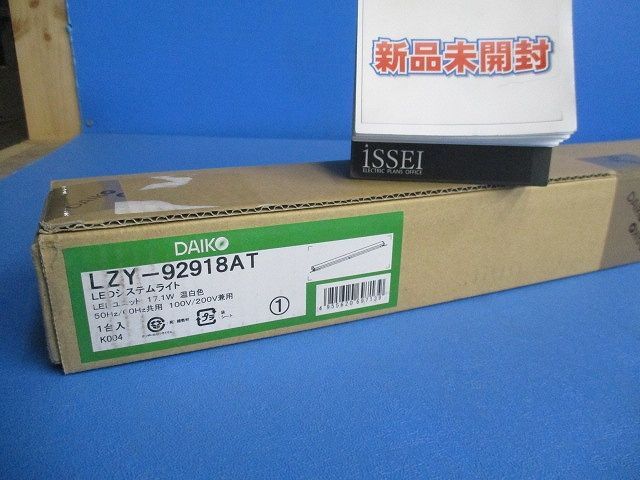 新品未開封
iSSEI
ELECTRIC PLANS OFFICE
DAIKO
LZY-92918AT
LEDシステムライト
LEDユニット 17.1W 温白色
50Hz/60Hz共用 100V/200V兼用
1台入
K004
①